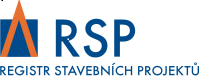 RSP
REGISTR STAVEBNÍCH PROJEKTŮ